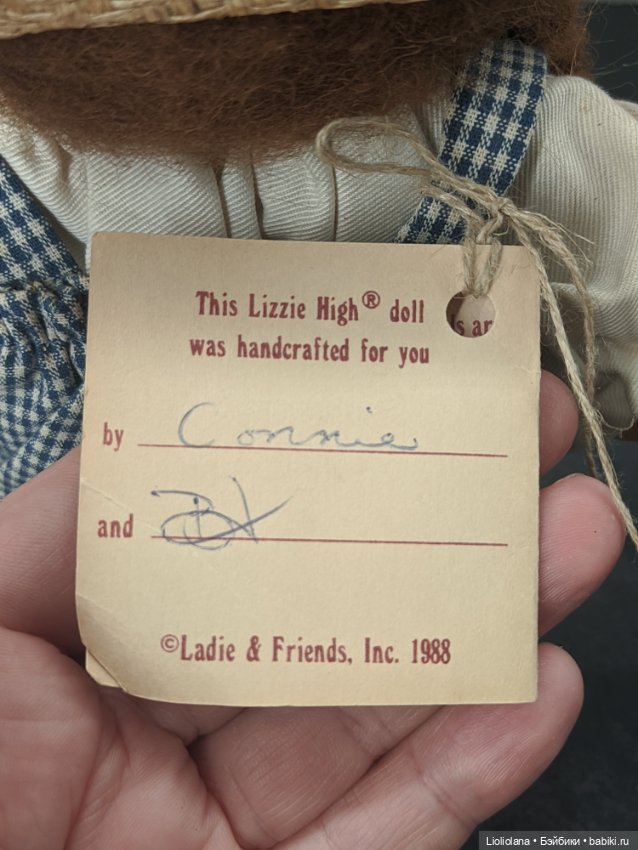 This Lizzie High® doll
was handcrafted for you
by Connie
and
©Ladie & Friends, Inc. 1988
Lioliolana • Бэйбики • babiki.ru